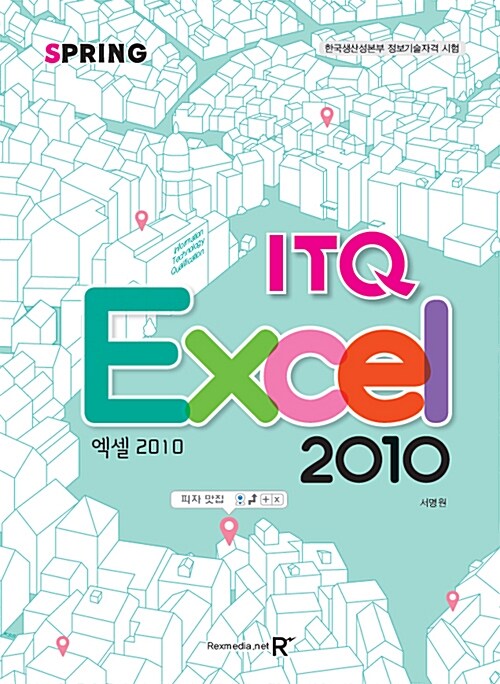 SPRING
한국생산성본부 정보기술자격 시험
Information
Technology
Qualification
ITQ
Excel
엑셀 2010
2010
서명원
피자 맛집
Rexmedia.net R